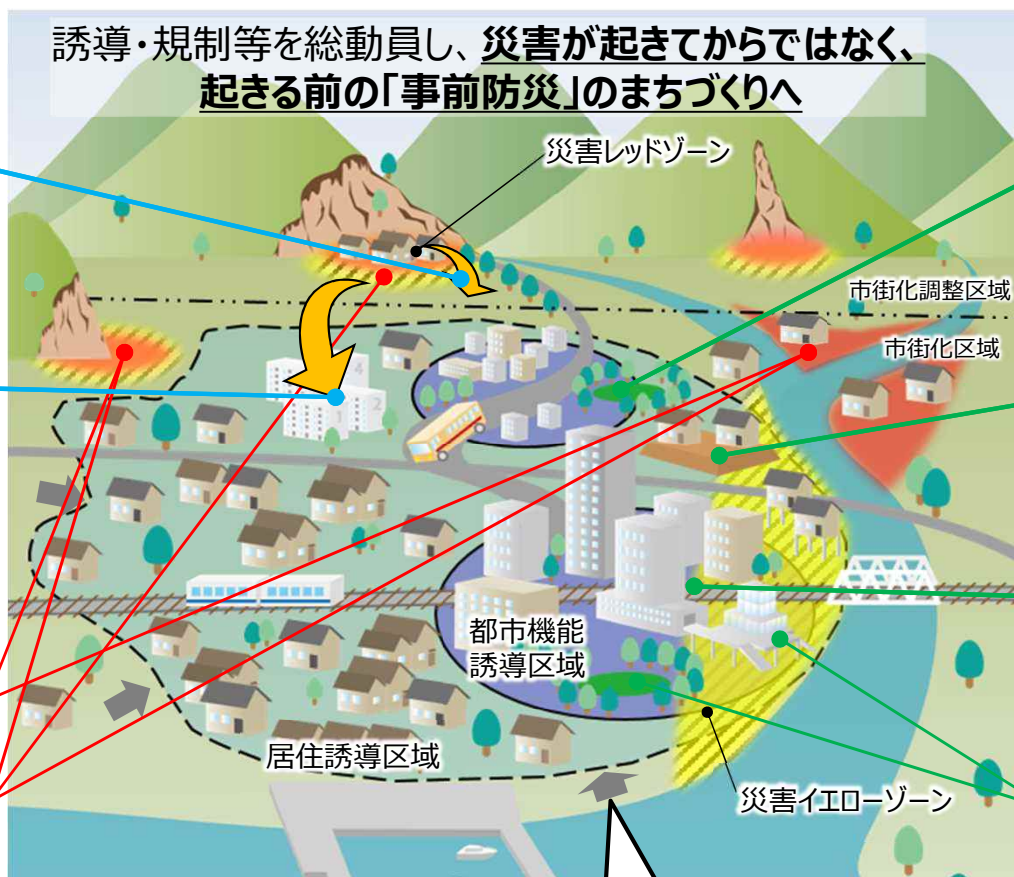 誘導・規制等を総動員し、災害が起きてからではなく、
起きる前の「事前防災」のまちづくりへ
災害レッドゾーン
市街化調整区域
市街化区域
4
1
2
都市機能
誘導区域
居住誘導区域
災害イエローゾーン